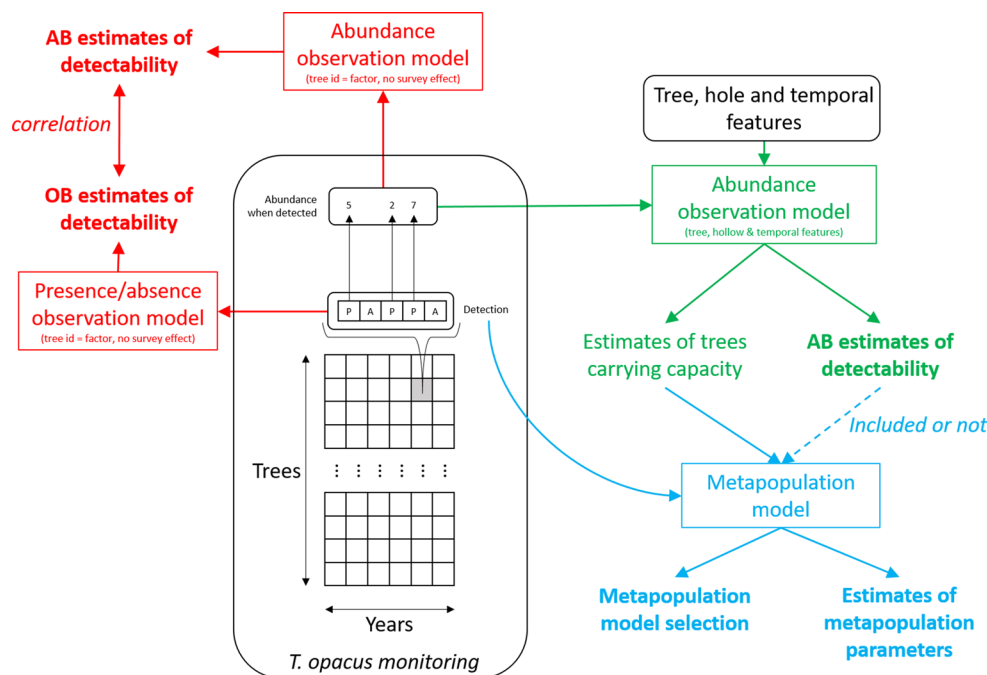 AB estimates of
detectability
Abundance
observation model
(tree id = factor, no survey effect)
correlation
OB estimates of
detectability
Presence/absence
observation model
(tree id = factor, no survey effect)
Abundance
when detected
5 2 7
P A P P A
Detection
Trees
Years
T. opacus monitoring
Tree, hole and temporal
features
Abundance
observation model
(tree, hollow & temporal features)
Estimates of trees
carrying capacity
AB estimates of
detectability
Included or not
Metapopulation
model
Metapopulation
model selection
Estimates of
metapopulation
parameters